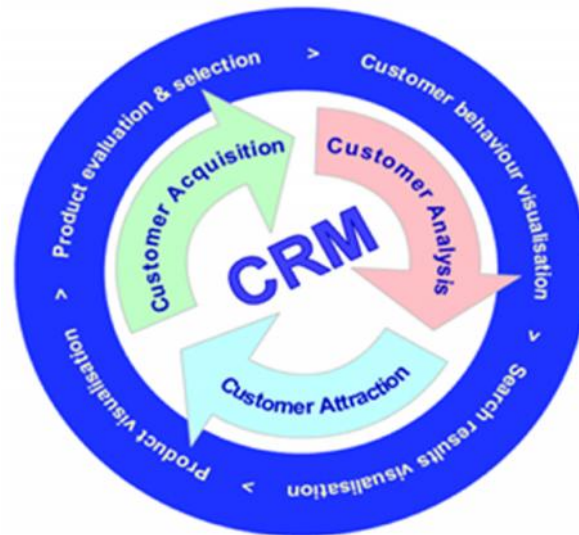 Product evaluation & selection
>
Customer behaviour visualisation
>
Search results visualisation
>
Product visualisation
>
Customer Acquisition
Customer Analysis
CRM
Customer Attraction